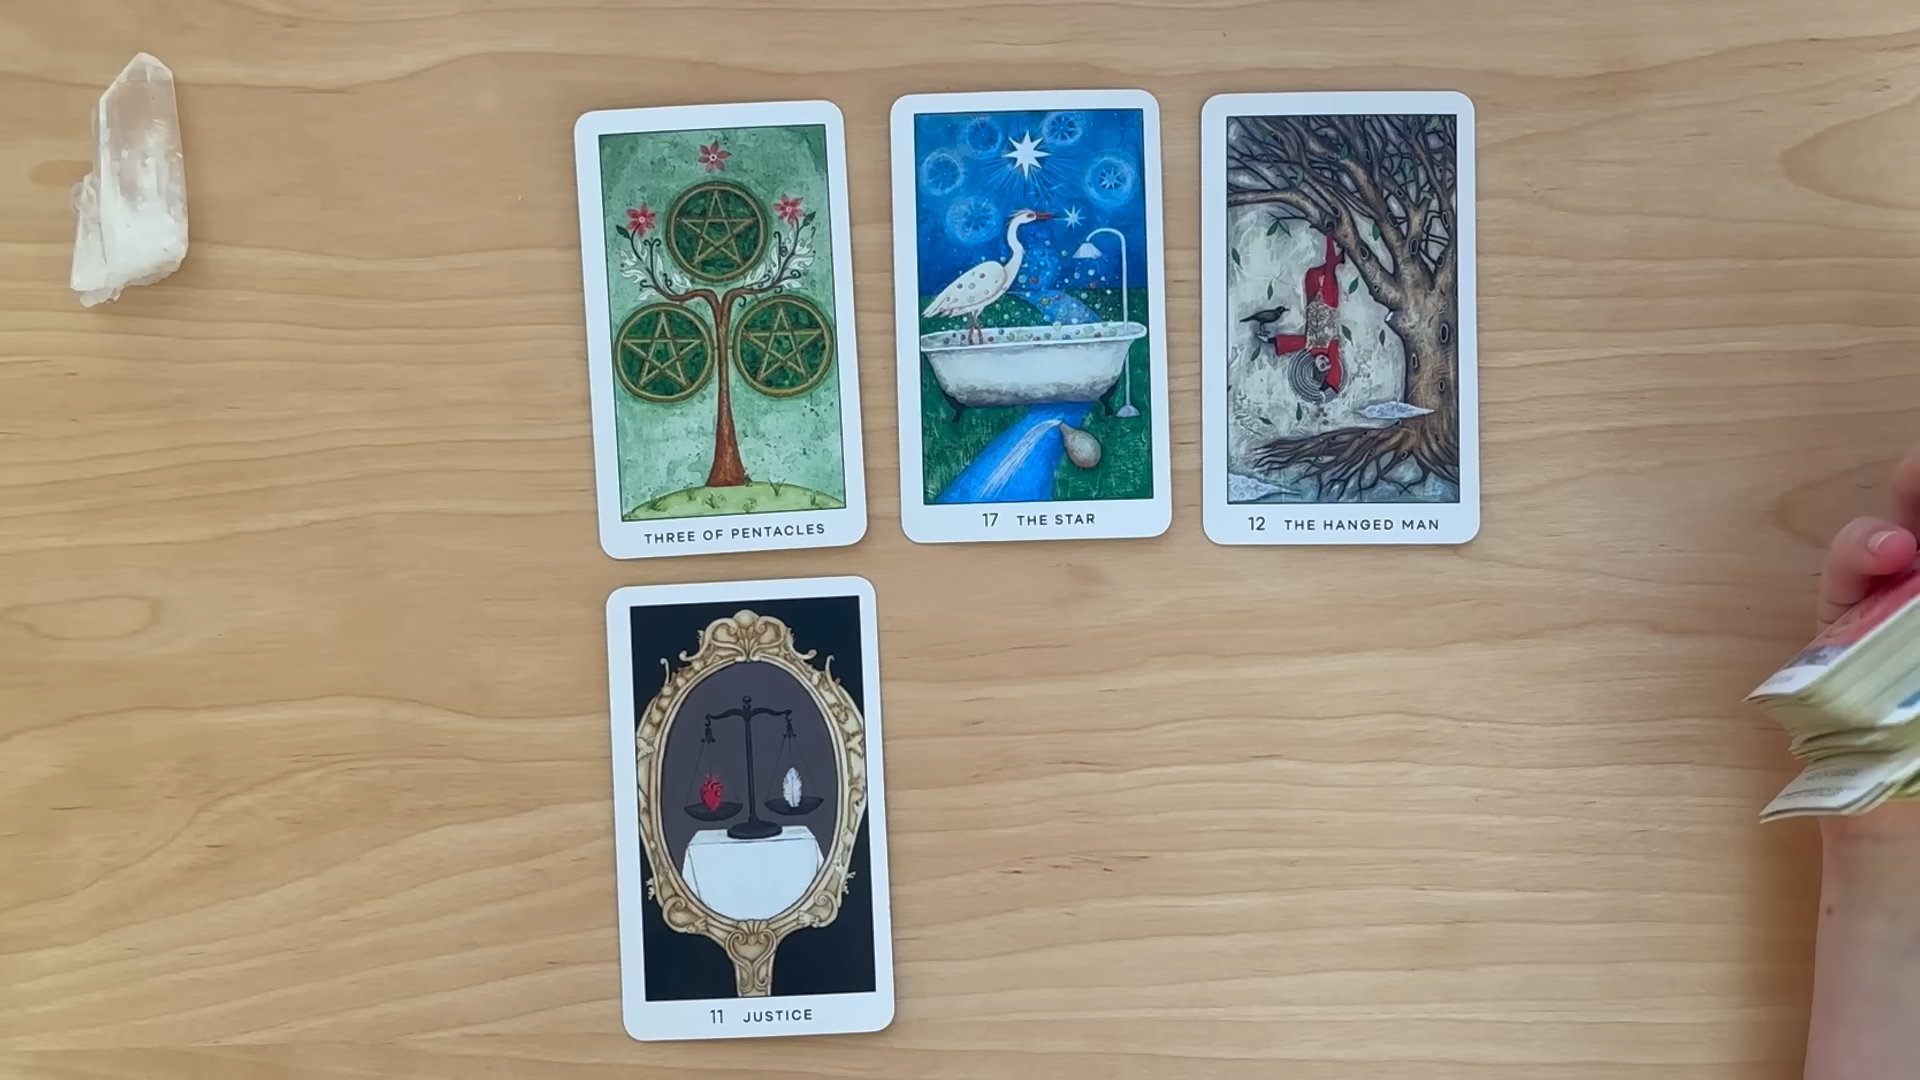 THREE OF PENTACLES
17 THE STAR
12 THE HANGED MAN
11 JUSTICE